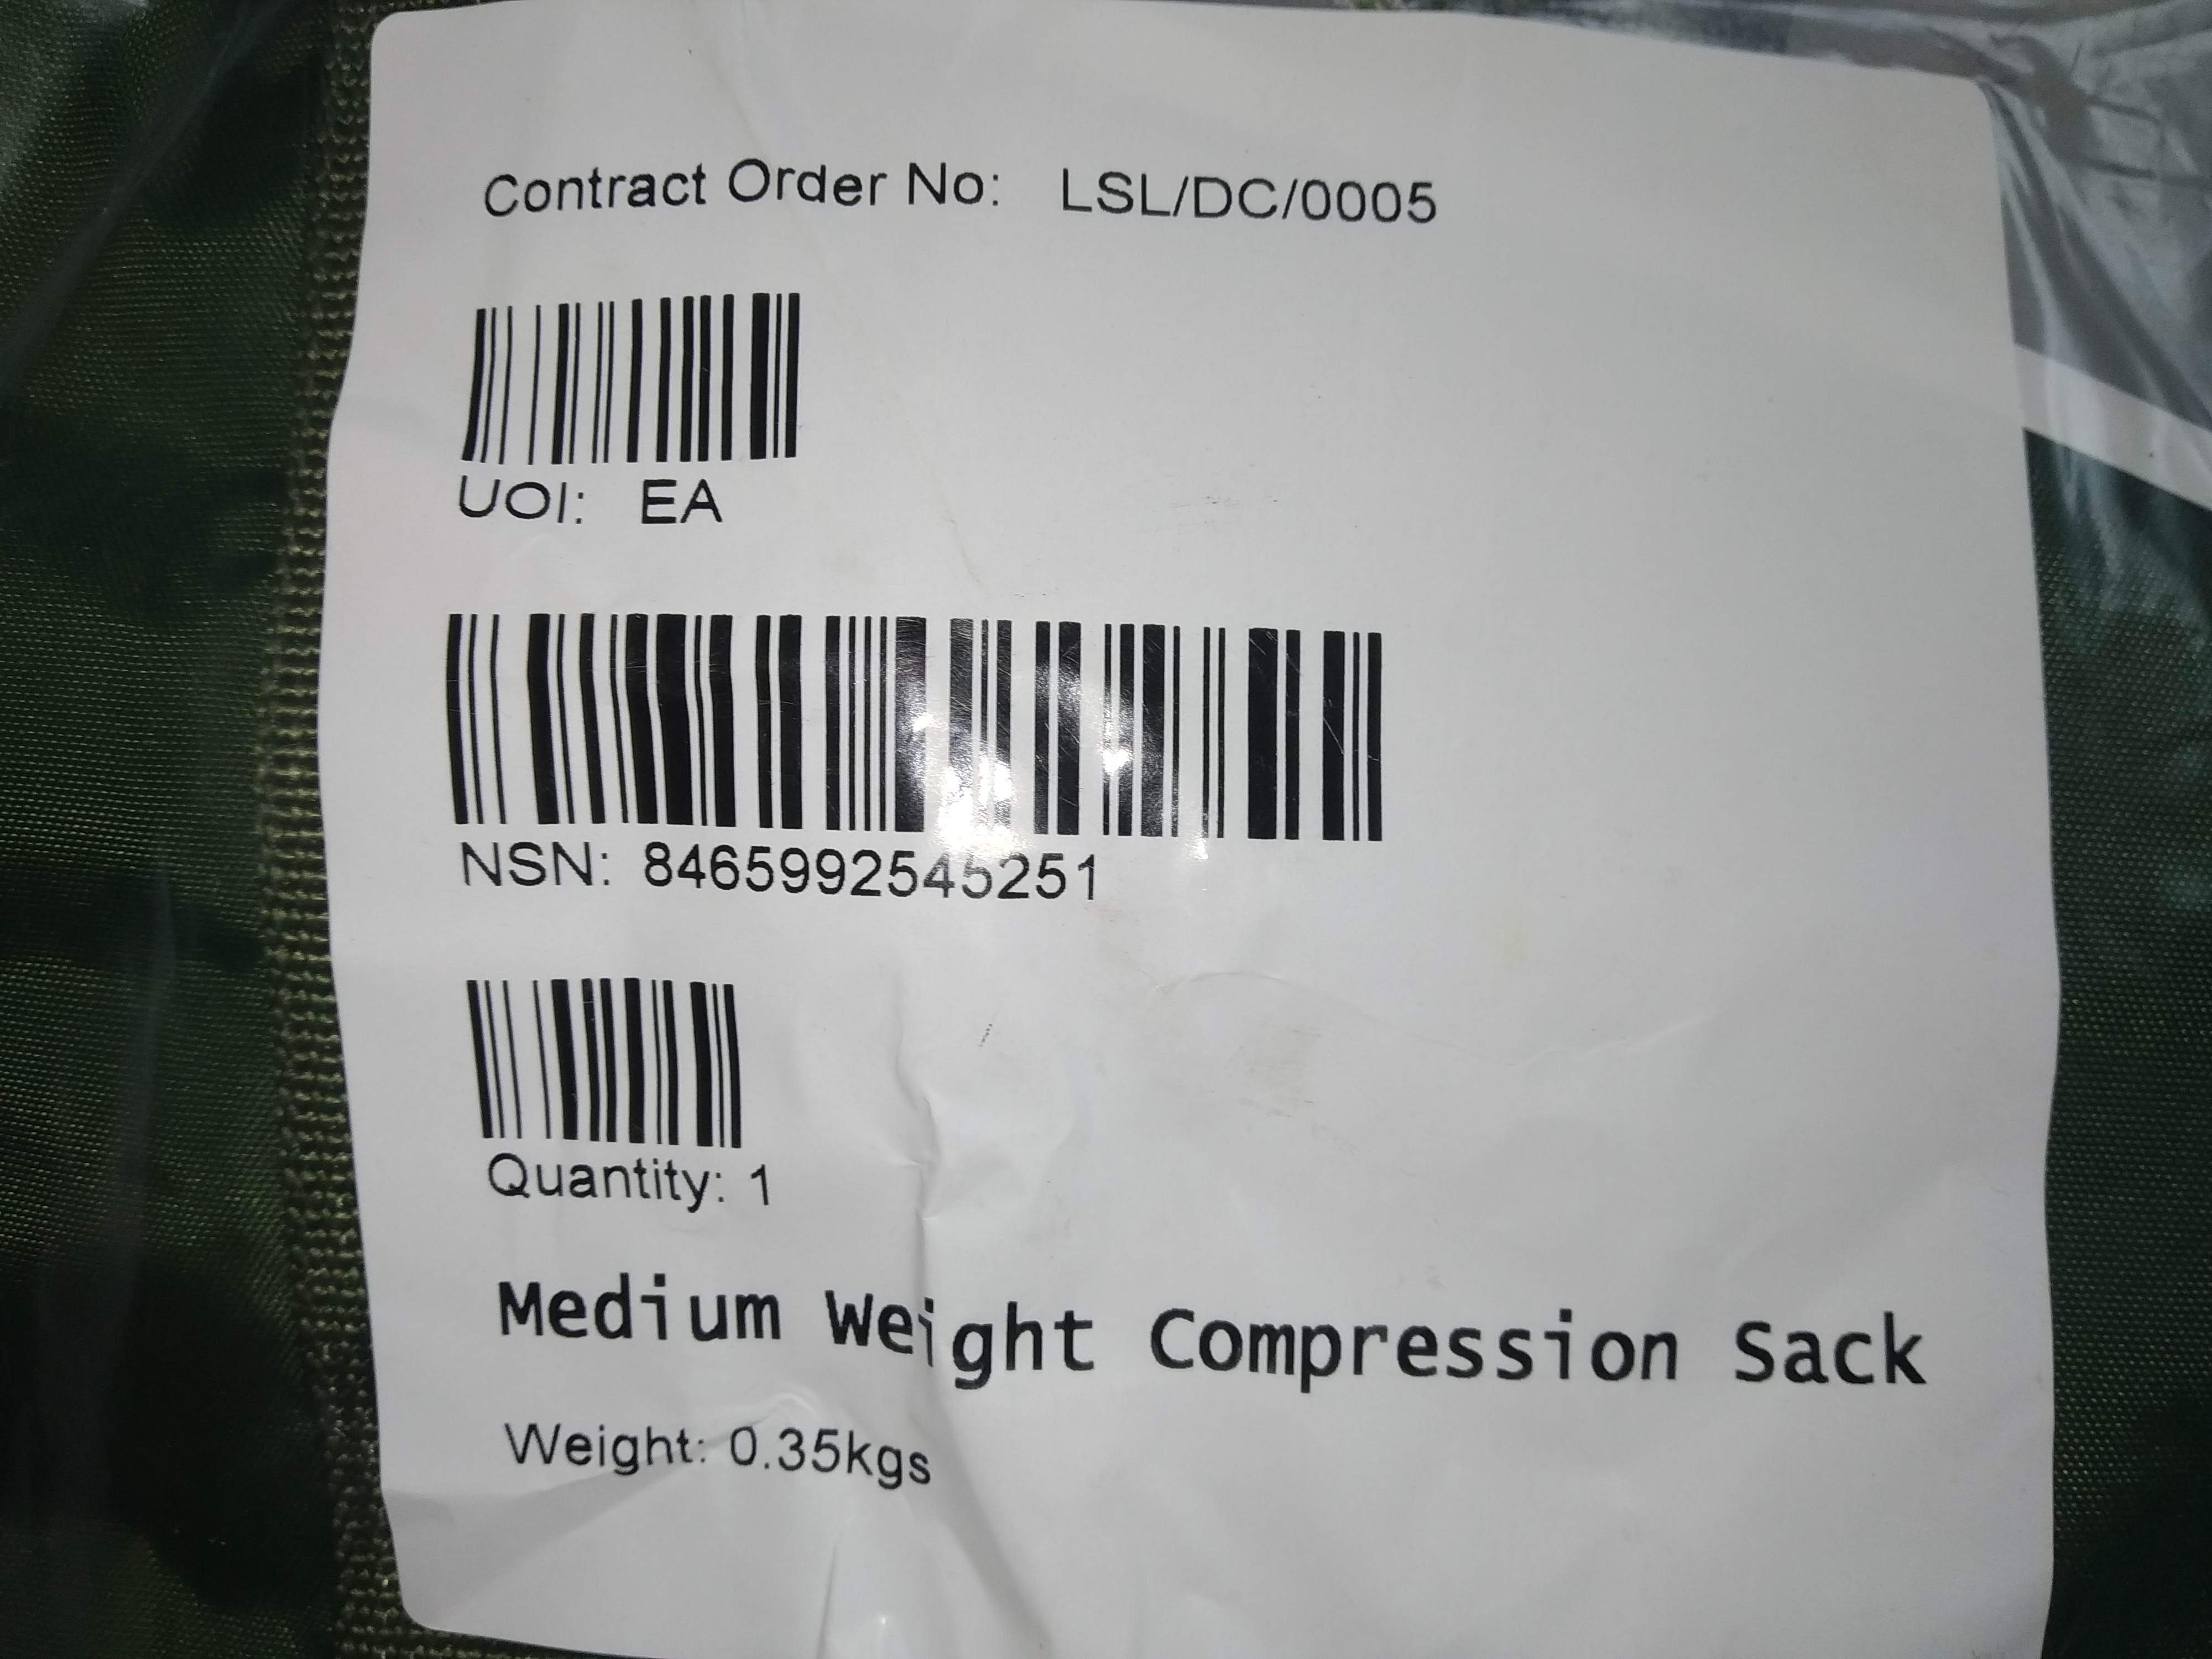 Contract Order No: LSL/DC/0005
UOI: EA
NSN: 8465992545251
Quantity: 1
Medium Weight Compression Sack
Weight: 0.35kgs